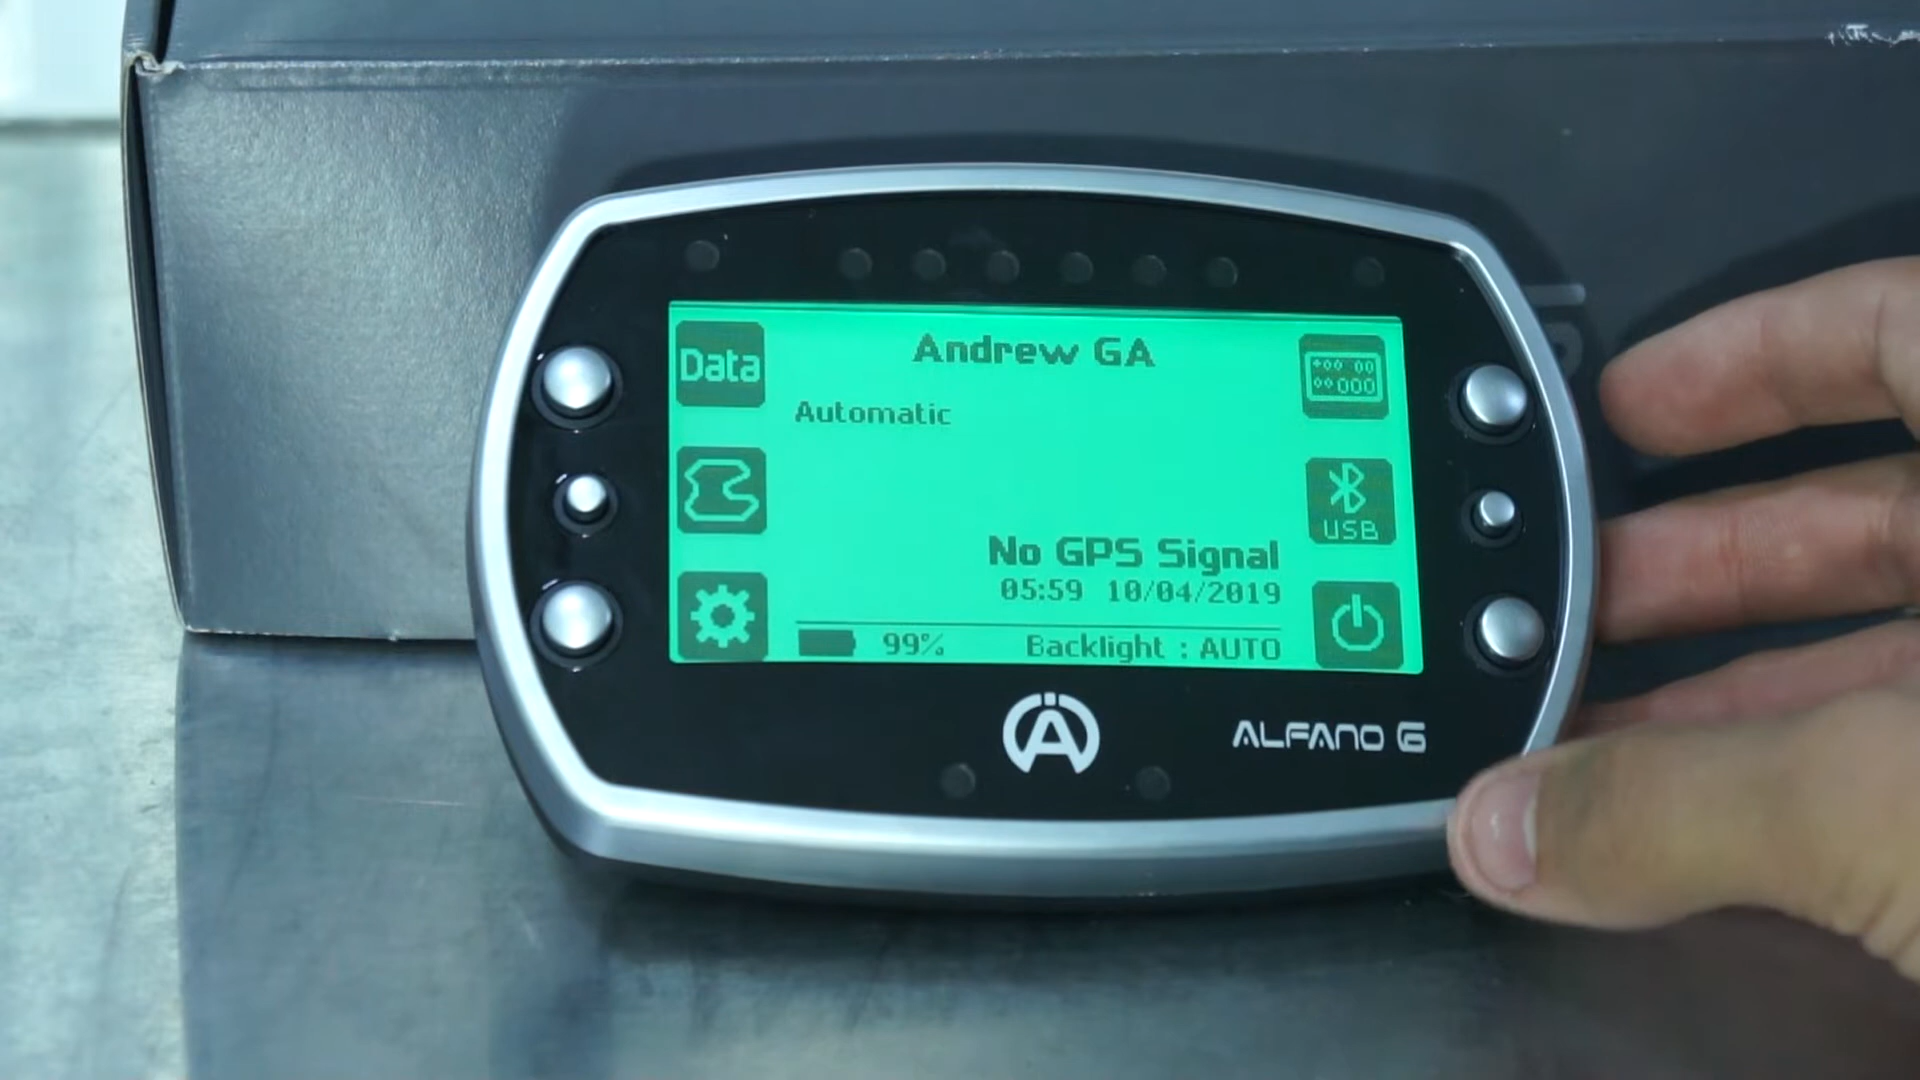 Andrew GA
Data
Automatic
No GPS Signal
05:59 10/04/2019
99%
Backlight : AUTO
USB
ALFANO 6